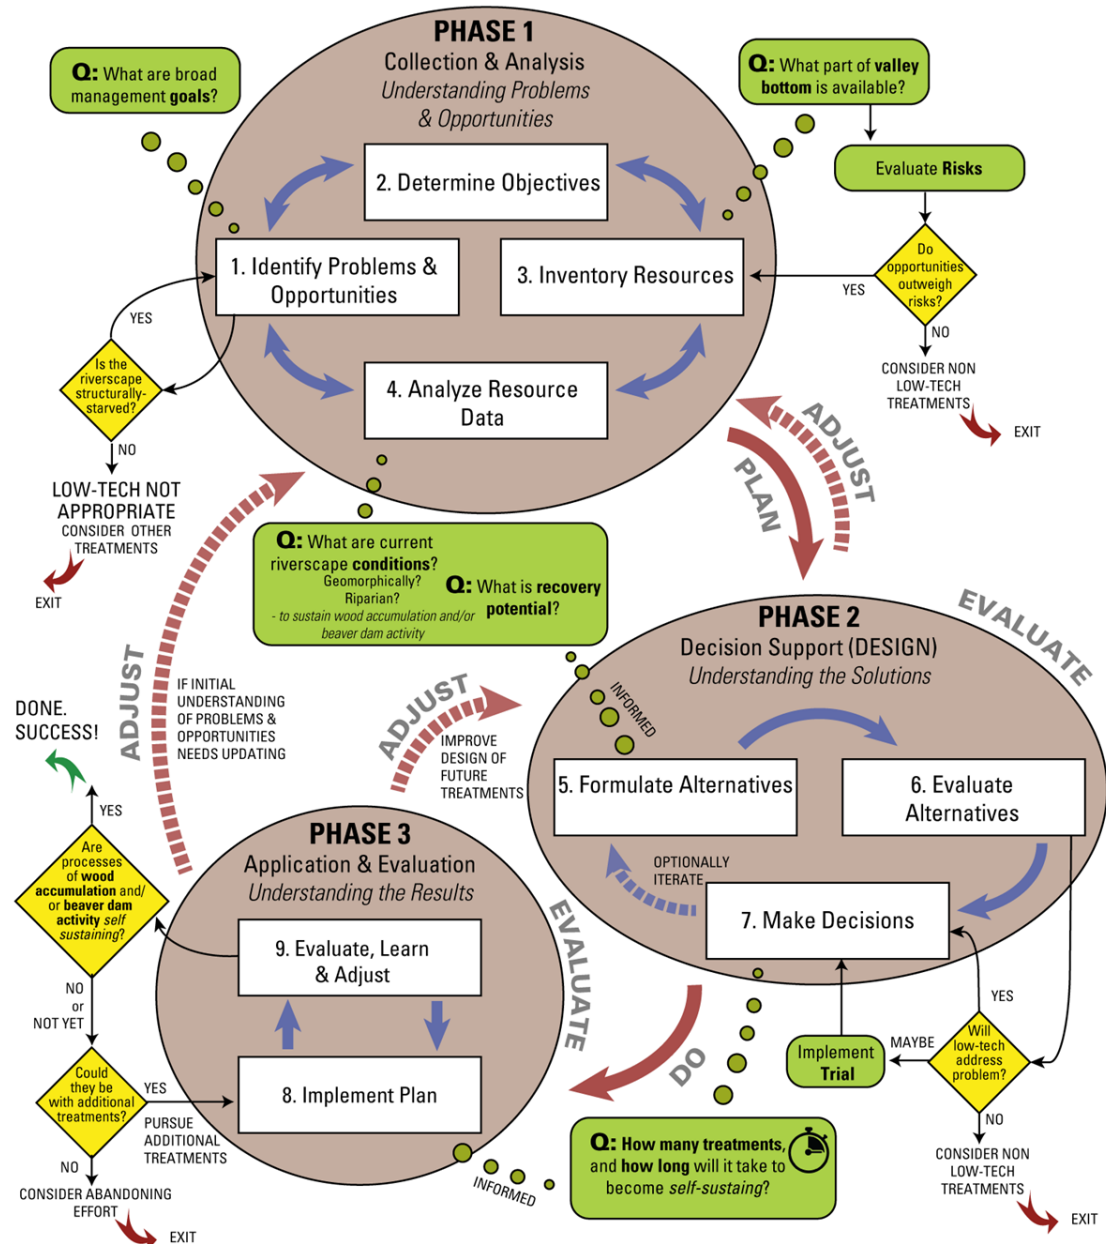 PHASE 1
Collection & Analysis
Understanding Problems
& Opportunities
Q: What are broad
management goals?
Q: What part of valley
bottom is available?
Evaluate Risks
Do
opportunities
outweigh
risks?
YES
NO
CONSIDER NON
LOW-TECH
TREATMENTS
EXIT
2. Determine Objectives
1. Identify Problems &
Opportunities
3. Inventory Resources
4. Analyze Resource
Data
YES
Is the
riverscape
structurally-
starved?
NO
LOW-TECH NOT
APPROPRIATE
CONSIDER OTHER
TREATMENTS
EXIT
ADJUST
PLAN
Q: What are current
riverscape conditions?
Geomorphically?
Riparian?
- to sustain wood accumulation and/or
beaver dam activity
Q: What is recovery
potential?
EVALUATE
PHASE 2
Decision Support (DESIGN)
Understanding the Solutions
INFORMED
5. Formulate Alternatives
6. Evaluate
Alternatives
OPTIONALLY
ITERATE
7. Make Decisions
YES
MAYBE
Will
low-tech
address
problem?
Implement
Trial
NO
CONSIDER NON
LOW-TECH
TREATMENTS
EXIT
ADJUST
IF INITIAL
UNDERSTANDING
OF PROBLEMS &
OPPORTUNITIES
NEEDS UPDATING
ADJUST
IMPROVE
DESIGN OF
FUTURE
TREATMENTS
DO
EVALUATE
PHASE 3
Application & Evaluation
Understanding the Results
9. Evaluate, Learn
& Adjust
8. Implement Plan
DONE.
SUCCESS!
YES
Are
processes
of wood
accumulation and/
or beaver dam
activity self
sustaining?
NO
or
NOT YET
Could
they be
with additional
treatments?
YES
PURSUE
ADDITIONAL
TREATMENTS
NO
CONSIDER ABANDONING
EFFORT
EXIT
INFORMED
Q: How many treatments,
and how long will it take to
become self-sustaing?